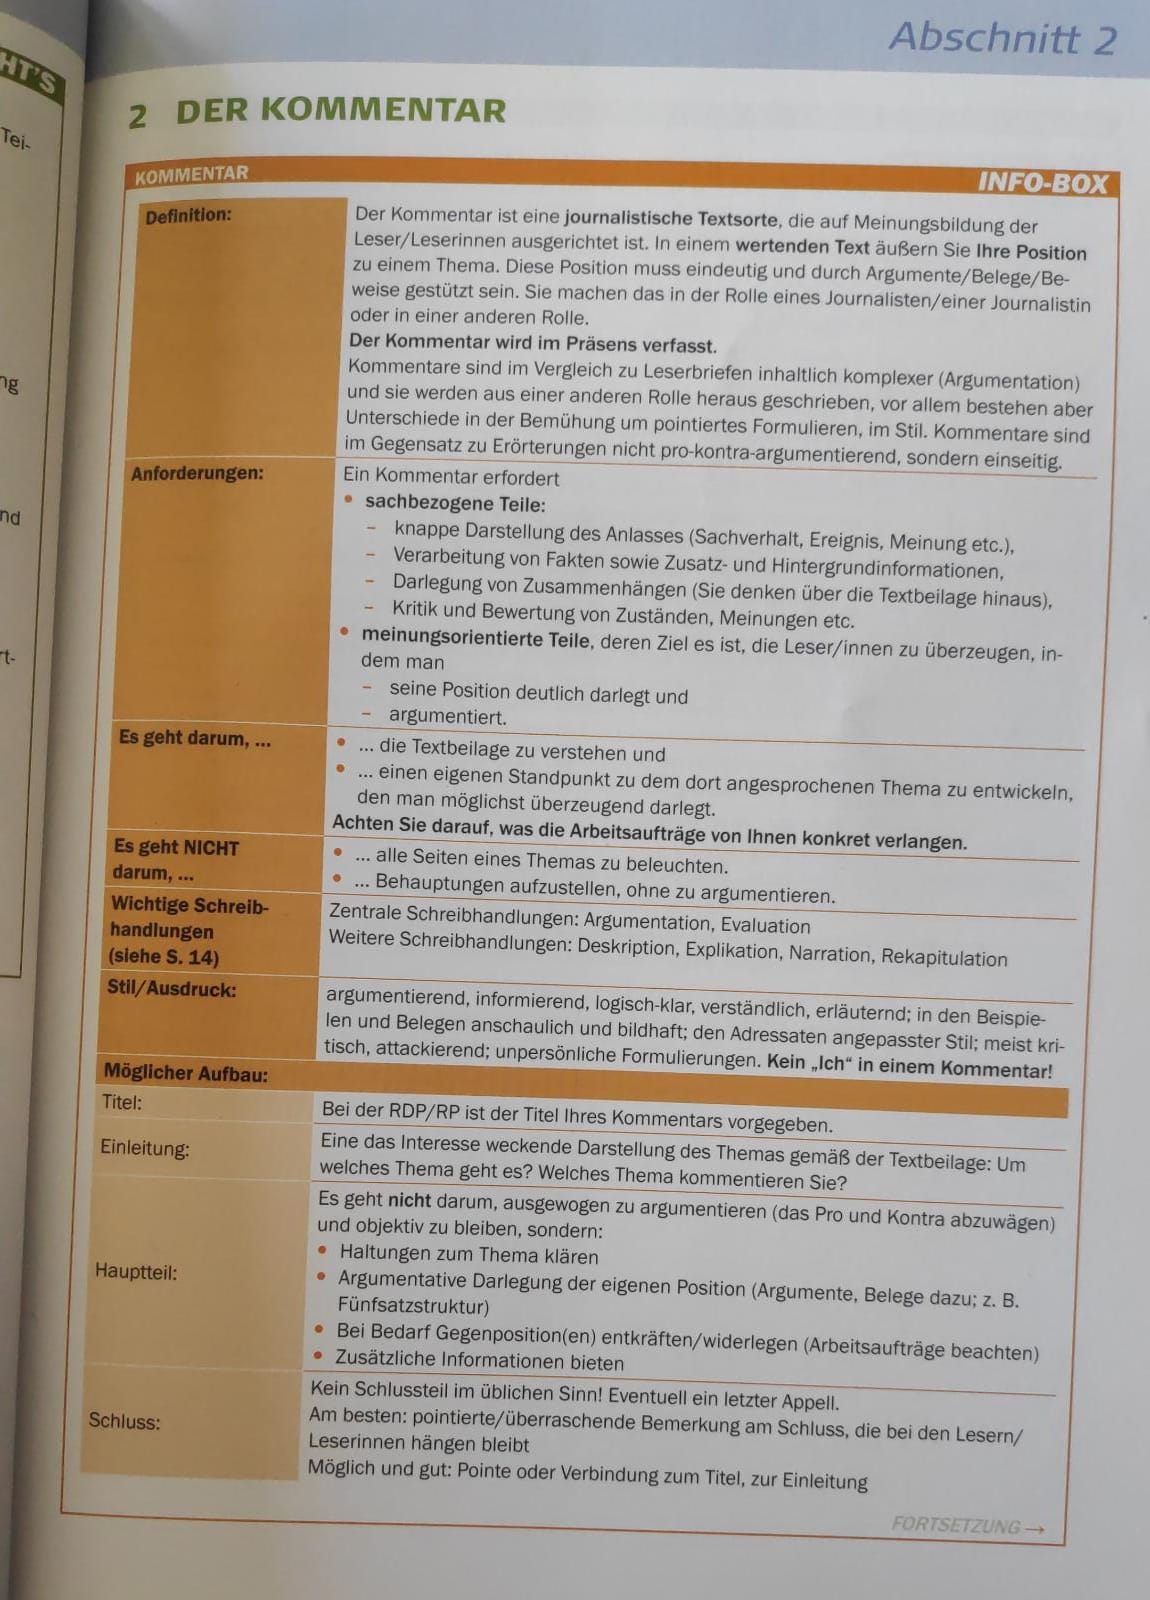 Abschnitt 2
HT'S
Tei-
ng
nd
rt-
2 DER KOMMENTAR
KOMMENTAR
INFO-BOX
Definition:
Der Kommentar ist eine journalistische Textsorte, die auf Meinungsbildung der
Leser/Leserinnen ausgerichtet ist. In einem wertenden Text äußern Sie Ihre Position
zu einem Thema. Diese Position muss eindeutig und durch Argumente/Belege/Be-
weise gestützt sein. Sie machen das in der Rolle eines Journalisten/einer Journalistin
oder in einer anderen Rolle.
Der Kommentar wird im Präsens verfasst.
Kommentare sind im Vergleich zu Leserbriefen inhaltlich komplexer (Argumentation)
und sie werden aus einer anderen Rolle heraus geschrieben, vor allem bestehen aber
Unterschiede in der Bemühung um pointiertes Formulieren, im Stil. Kommentare sind
im Gegensatz zu Erörterungen nicht pro-kontra-argumentierend, sondern einseitig.
Anforderungen:
Ein Kommentar erfordert
• sachbezogene Teile:
– knappe Darstellung des Anlasses (Sachverhalt, Ereignis, Meinung etc.),
– Verarbeitung von Fakten sowie Zusatz- und Hintergrundinformationen,
– Darlegung von Zusammenhängen (Sie denken über die Textbeilage hinaus),
– Kritik und Bewertung von Zuständen, Meinungen etc.
• meinungsorientierte Teile, deren Ziel es ist, die Leser/innen zu überzeugen, in-
dem man
– seine Position deutlich darlegt und
– argumentiert.
Es geht darum, ...
• ... die Textbeilage zu verstehen und
• ... einen eigenen Standpunkt zu dem dort angesprochenen Thema zu entwickeln,
den man möglichst überzeugend darlegt.
Achten Sie darauf, was die Arbeitsaufträge von Ihnen konkret verlangen.
Es geht NICHT
darum, ...
• ... alle Seiten eines Themas zu beleuchten.
• ... Behauptungen aufzustellen, ohne zu argumentieren.
Wichtige Schreib-
handlungen
(siehe S. 14)
Zentrale Schreibhandlungen: Argumentation, Evaluation
Weitere Schreibhandlungen: Deskription, Explikation, Narration, Rekapitulation
Stil/Ausdruck:
argumentierend, informierend, logisch-klar, verständlich, erläuternd; in den Beispie-
len und Belegen anschaulich und bildhaft; den Adressaten angepasster Stil; meist kri-
tisch, attackierend; unpersönliche Formulierungen. Kein „Ich“ in einem Kommentar!
Möglicher Aufbau:
Titel:
Bei der RDP/RP ist der Titel Ihres Kommentars vorgegeben.
Einleitung:
Eine das Interesse weckende Darstellung des Themas gemäß der Textbeilage: Um
welches Thema geht es? Welches Thema kommentieren Sie?
Hauptteil:
Es geht nicht darum, ausgewogen zu argumentieren (das Pro und Kontra abzuwägen)
und objektiv zu bleiben, sondern:
• Haltungen zum Thema klären
• Argumentative Darlegung der eigenen Position (Argumente, Belege dazu; z. B.
Fünfsatzstruktur)
• Bei Bedarf Gegenposition(en) entkräften/widerlegen (Arbeitsaufträge beachten)
• Zusätzliche Informationen bieten
Schluss:
Kein Schlussteil im üblichen Sinn! Eventuell ein letzter Appell.
Am besten: pointierte/überraschende Bemerkung am Schluss, die bei den Lesern/
Leserinnen hängen bleibt
Möglich und gut: Pointe oder Verbindung zum Titel, zur Einleitung
FORTSETZUNG →